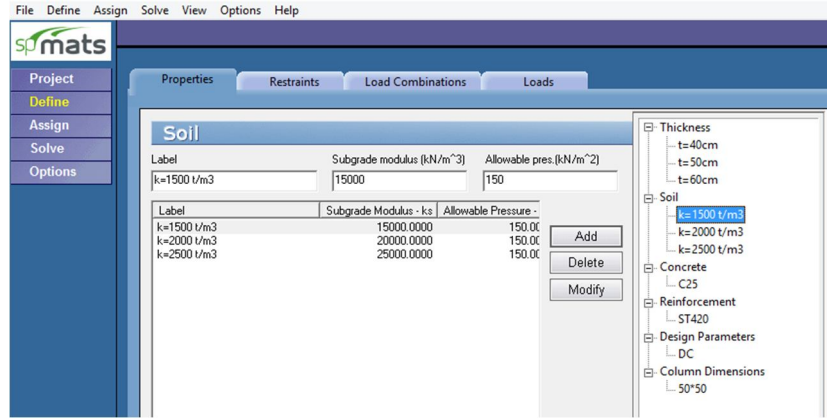 File Define Assign Solve View Options Help
spmats
Project
Define
Assign
Solve
Options
Properties Restraints Load Combinations Loads
Soil
Label Subgrade modulus (kN/m^3) Allowable pres.(kN/m^2)
k=1500 t/m3 15000 150
Label Subgrade Modulus - ks Allowable Pressure -
k=1500 t/m3 15000.0000 150.00
k=2000 t/m3 20000.0000 150.00
k=2500 t/m3 25000.0000 150.00
Add
Delete
Modify
Thickness
t=40cm
t=50cm
t=60cm
Soil
k=1500 t/m3
k=2000 t/m3
k=2500 t/m3
Concrete
C25
Reinforcement
ST420
Design Parameters
DC
Column Dimensions
50*50